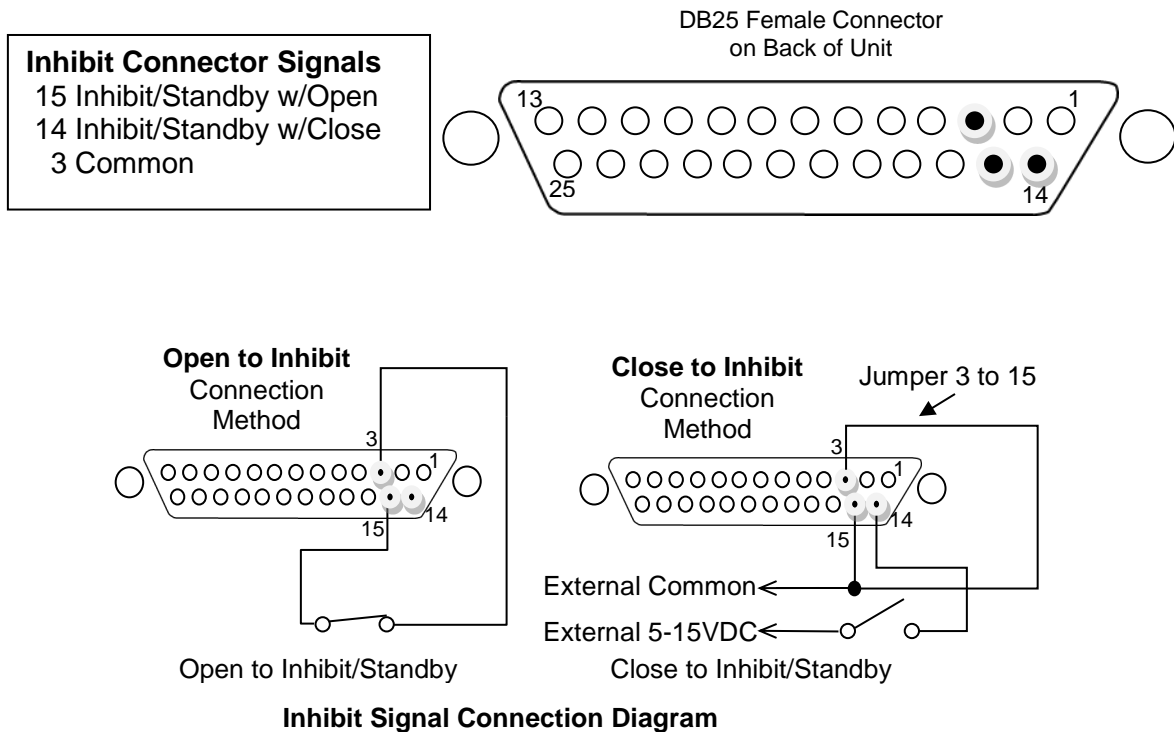 DB25 Female Connector
on Back of Unit
Inhibit Connector Signals
15 Inhibit/Standby w/Open
14 Inhibit/Standby w/Close
3 Common
13
1
25
14
Open to Inhibit
Connection
Method
3
1
15
14
Open to Inhibit/Standby
Close to Inhibit
Connection
Method
Jumper 3 to 15
3
1
15
14
External Common
External 5-15VDC
Close to Inhibit/Standby
Inhibit Signal Connection Diagram